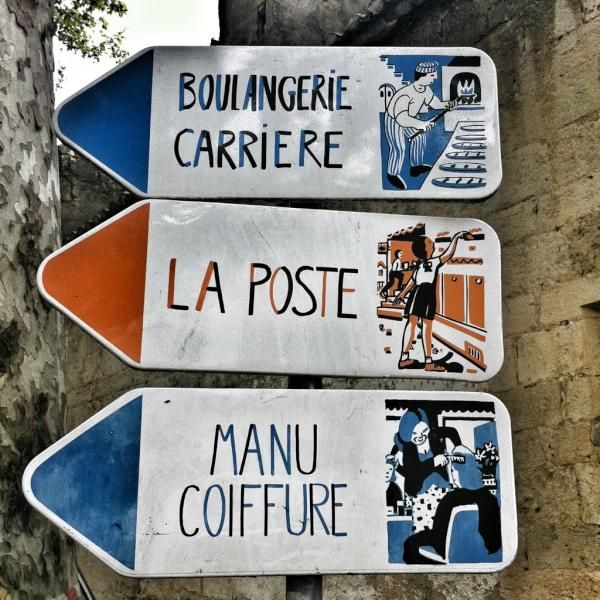 BOULANGERIE
CARRIERE
LA POSTE
MANU
COIFFURE